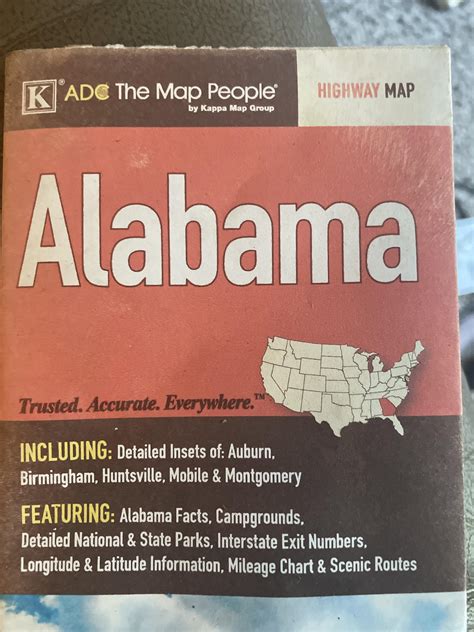 K® ADC The Map People®
by Kappa Map Group
HIGHWAY MAP
Alabama
Trusted. Accurate. Everywhere.™
INCLUDING: Detailed Insets of: Auburn,
Birmingham, Huntsville, Mobile & Montgomery
FEATURING: Alabama Facts, Campgrounds,
Detailed National & State Parks, Interstate Exit Numbers,
Longitude & Latitude Information, Mileage Chart & Scenic Routes